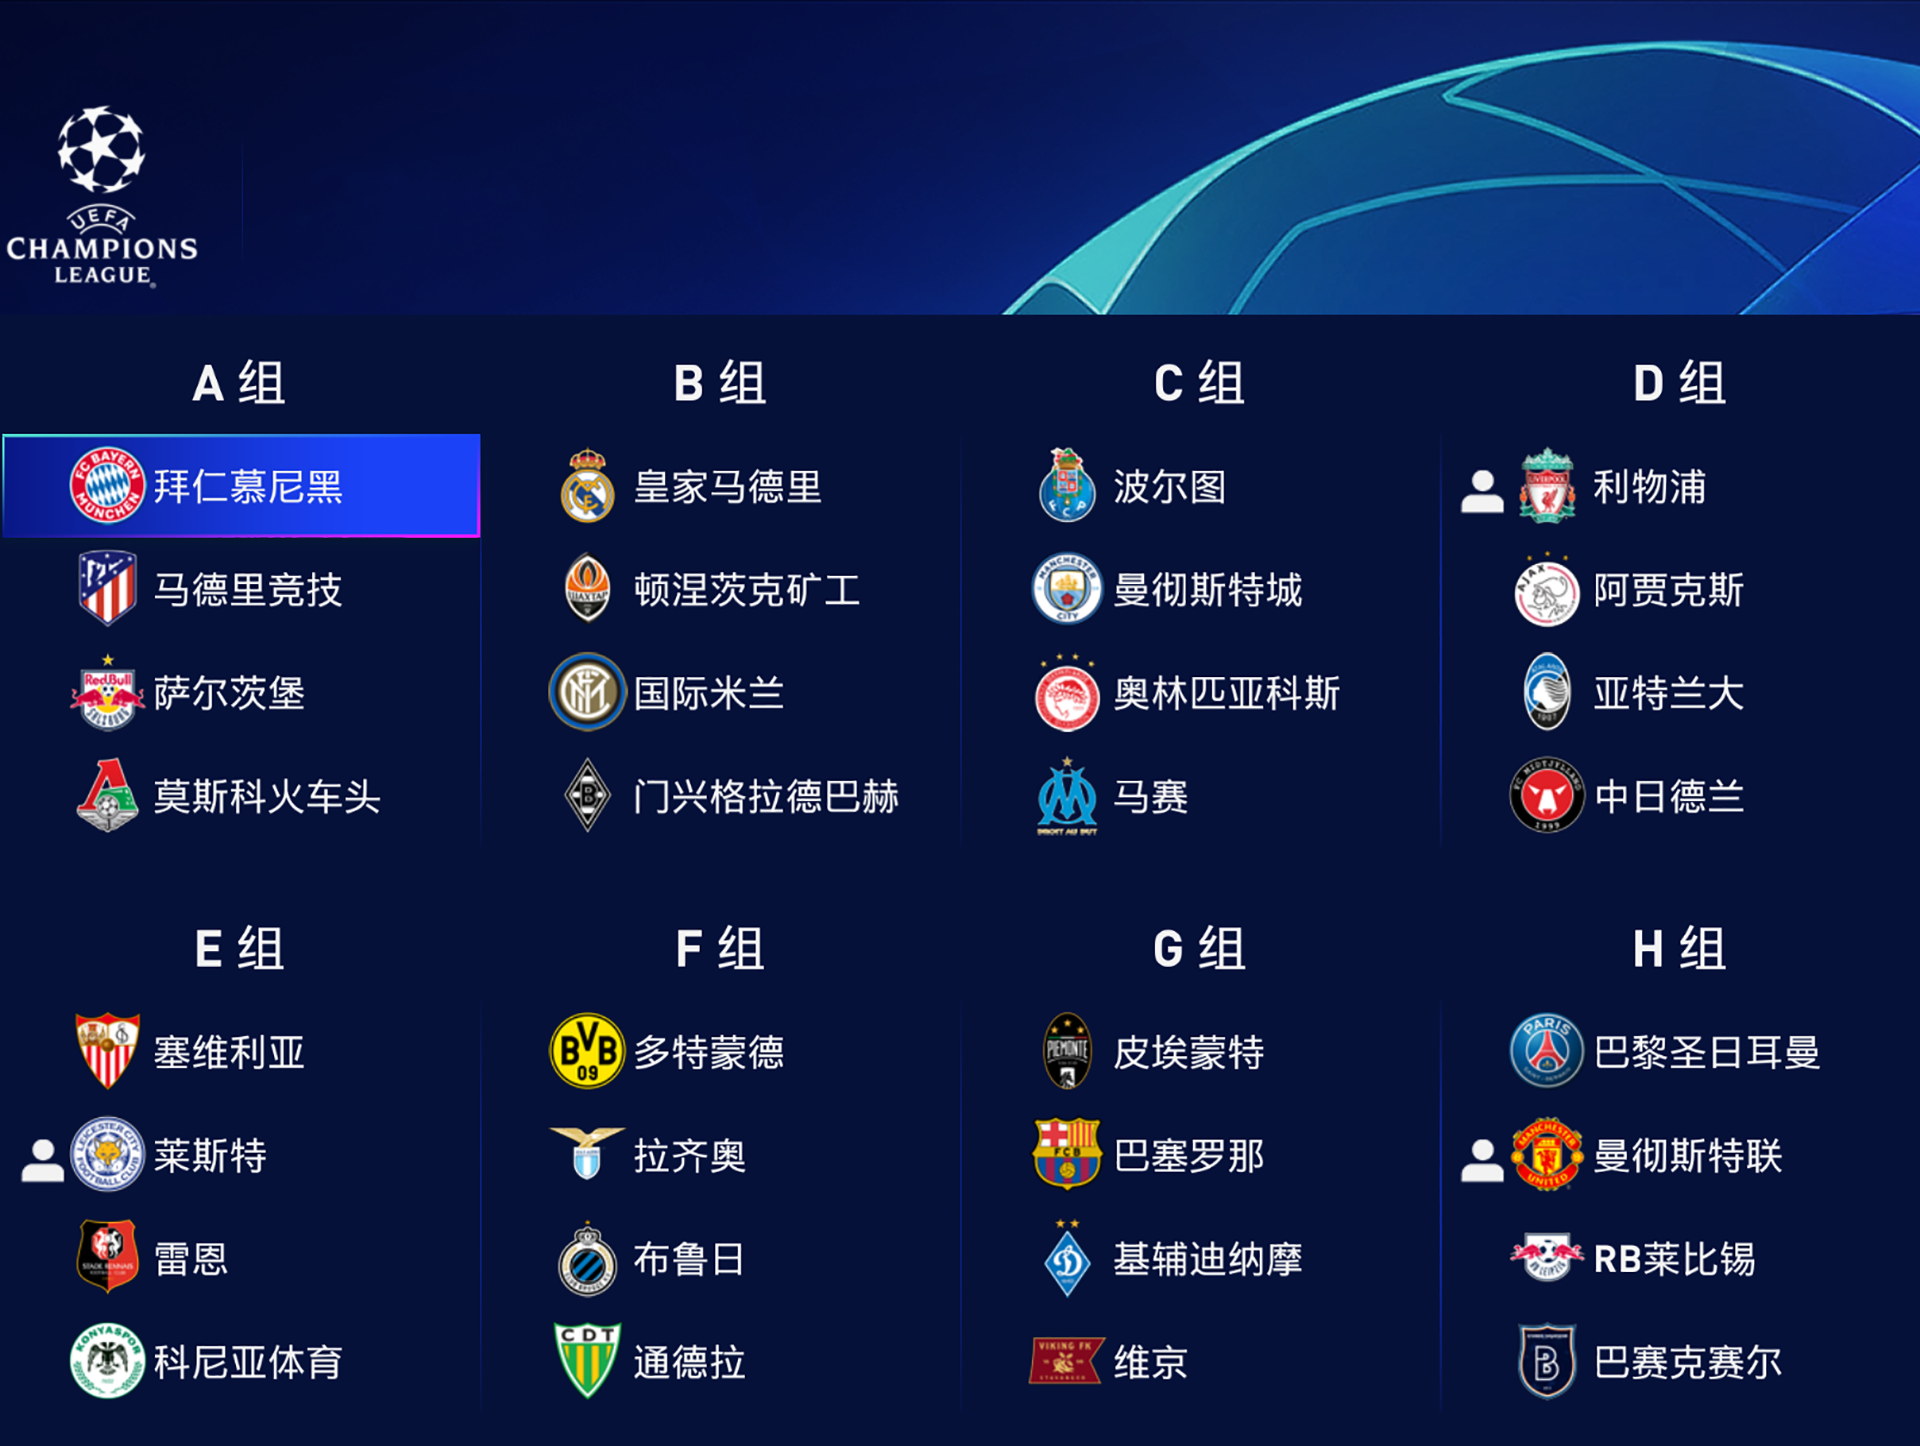 UEFA
CHAMPIONS
LEAGUE
A 组
B 组
C 组
D 组
拜仁慕尼黑
皇家马德里
波尔图
利物浦
马德里竞技
顿涅茨克矿工
曼彻斯特城
阿贾克斯
萨尔茨堡
国际米兰
奥林匹亚科斯
亚特兰大
莫斯科火车头
门兴格拉德巴赫
马赛
中日德兰
E 组
F 组
G 组
H 组
塞维利亚
多特蒙德
皮埃蒙特
巴黎圣日耳曼
莱斯特
拉齐奥
巴塞罗那
曼彻斯特联
雷恩
布鲁日
基辅迪纳摩
RB莱比锡
科尼亚体育
通德拉
维京
巴赛克赛尔